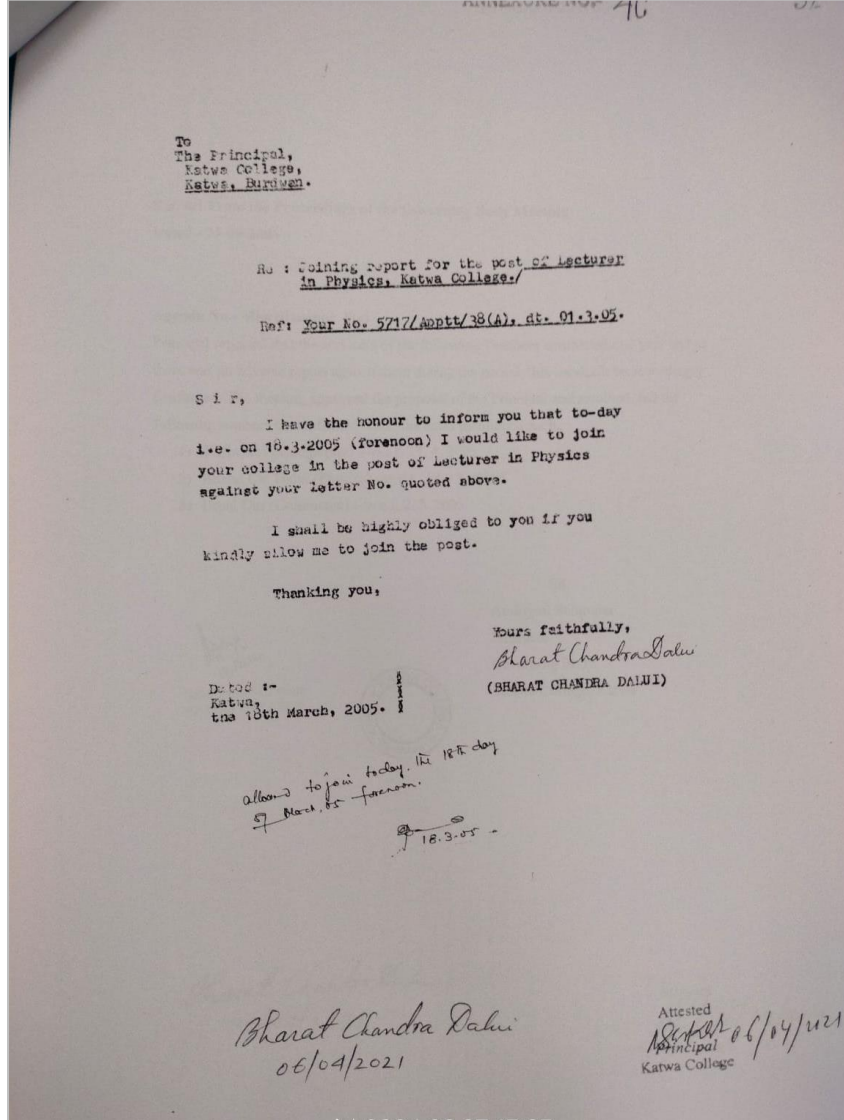 ANNEXURE NO. 4C
To
The Principal,
Katwa College,
Katwa, Burdwan.
Re : Joining report for the post of Lecturer
in Physics, Katwa College./
Ref: Your No. 5717/Apptt/38(A), dt. 01.3.05.
S i r,
I have the honour to inform you that to-day
i.e. on 18.3.2005 (forenoon) I would like to join
your college in the post of Lecturer in Physics
against your letter No. quoted above.
I shall be highly obliged to you if you
kindly allow me to join the post.
Thanking you,
Yours faithfully,
Bharat Chandra Dalui
(BHARAT CHANDRA DALUI)
Dated :-
Katwa,
the 18th March, 2005.
allowed to join today. The 18th day
of March. 05 forenoon.
18.3.05
Bharat Chandra Dalui
06/04/2021
Attested
06/04/2021
Principal
Katwa College